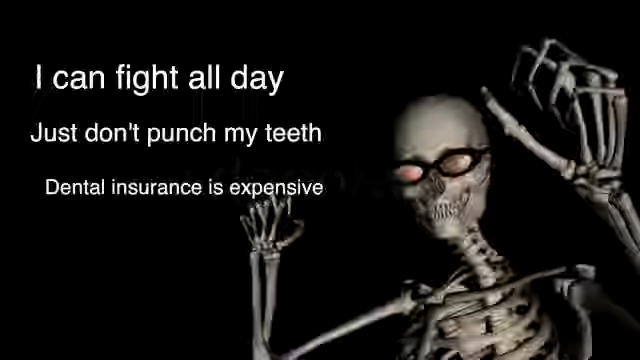 I can fight all day
Just don't punch my teeth
Dental insurance is expensive